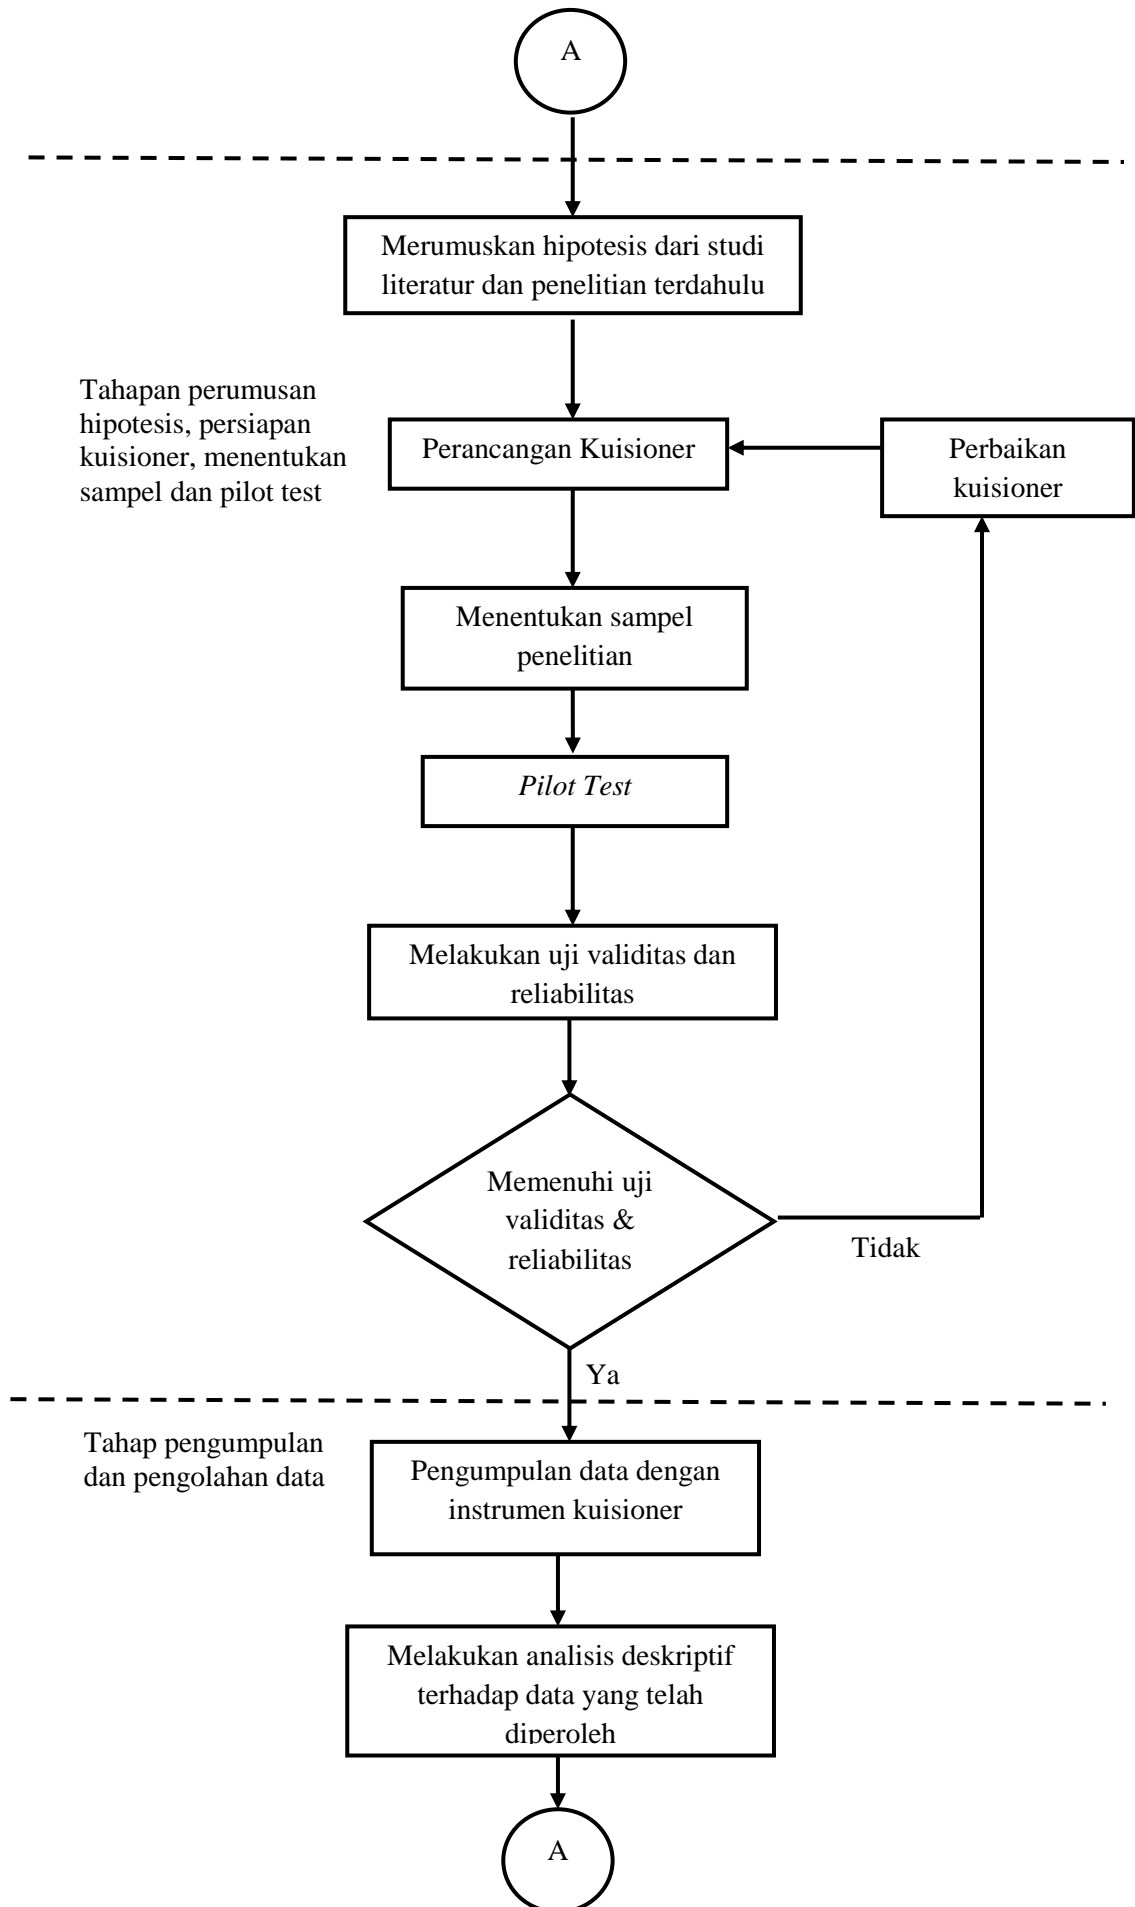 A
Merumuskan hipotesis dari studi
literatur dan penelitian terdahulu
Tahapan perumusan
hipotesis, persiapan
kuisioner, menentukan
sampel dan pilot test
Perancangan Kuisioner
Perbaikan
kuisioner
Menentukan sampel
penelitian
Pilot Test
Melakukan uji validitas dan
reliabilitas
Memenuhi uji
validitas &
reliabilitas
Tidak
Ya
Tahap pengumpulan
dan pengolahan data
Pengumpulan data dengan
instrumen kuisioner
Melakukan analisis deskriptif
terhadap data yang telah
diperoleh
A